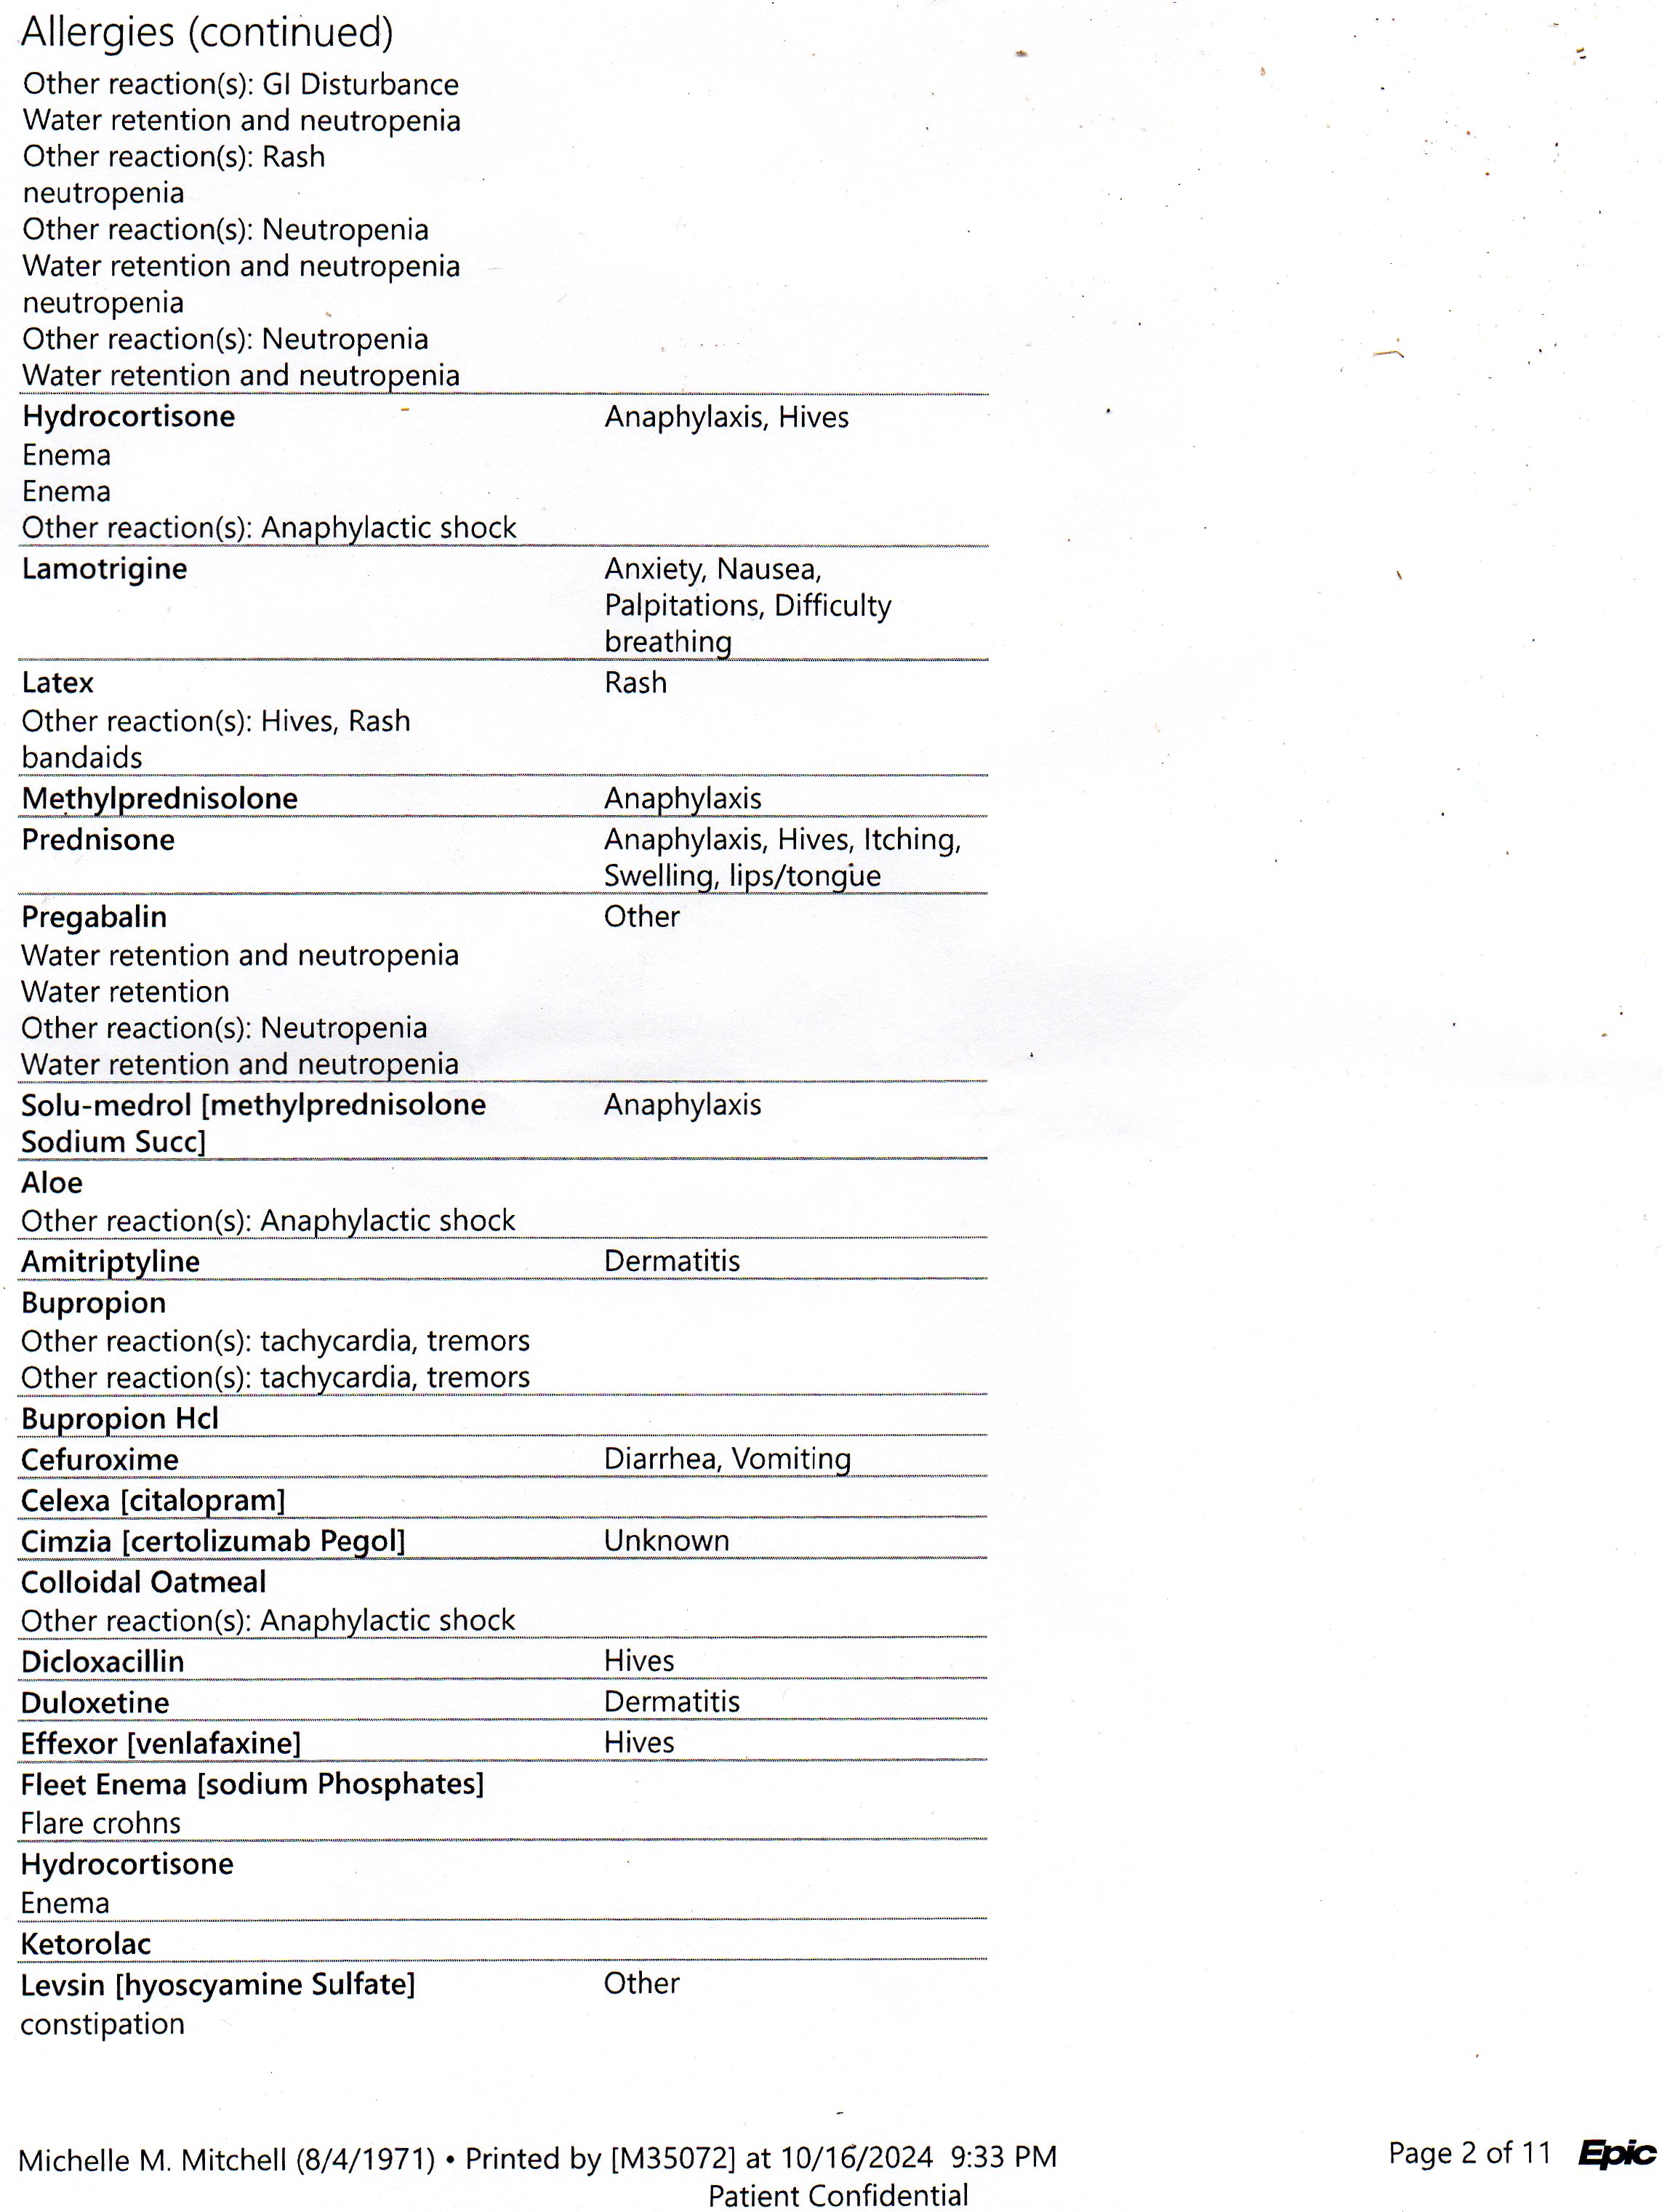 Allergies (continued)
Other reaction(s): GI Disturbance
Water retention and neutropenia
Other reaction(s): Rash
neutropenia
Other reaction(s): Neutropenia
Water retention and neutropenia
neutropenia
Other reaction(s): Neutropenia
Water retention and neutropenia
Hydrocortisone Anaphylaxis, Hives
Enema
Enema
Other reaction(s): Anaphylactic shock
Lamotrigine Anxiety, Nausea,
Palpitations, Difficulty
breathing
Latex Rash
Other reaction(s): Hives, Rash
bandaids
Methylprednisolone Anaphylaxis
Prednisone Anaphylaxis, Hives, Itching,
Swelling, lips/tongue
Pregabalin Other
Water retention and neutropenia
Water retention
Other reaction(s): Neutropenia
Water retention and neutropenia
Solu-medrol [methylprednisolone Anaphylaxis
Sodium Succ]
Aloe
Other reaction(s): Anaphylactic shock
Amitriptyline Dermatitis
Bupropion
Other reaction(s): tachycardia, tremors
Other reaction(s): tachycardia, tremors
Bupropion Hcl
Cefuroxime Diarrhea, Vomiting
Celexa [citalopram]
Cimzia [certolizumab Pegol] Unknown
Colloidal Oatmeal
Other reaction(s): Anaphylactic shock
Dicloxacillin Hives
Duloxetine Dermatitis
Effexor [venlafaxine] Hives
Fleet Enema [sodium Phosphates]
Flare crohns
Hydrocortisone
Enema
Ketorolac
Levsin [hyoscyamine Sulfate] Other
constipation
Michelle M. Mitchell (8/4/1971) • Printed by [M35072] at 10/16/2024 9:33 PM Page 2 of 11 Epic
Patient Confidential